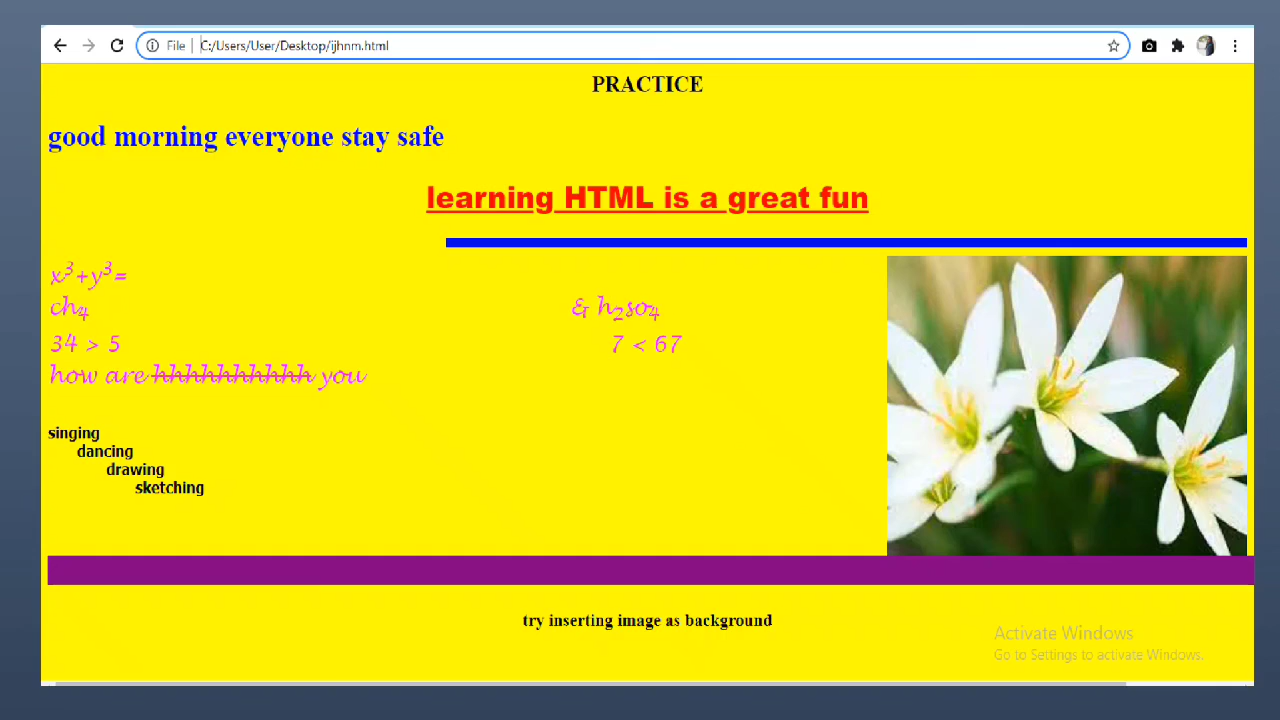 File | C:/Users/User/Desktop/ijhnm.html
PRACTICE
good morning everyone stay safe
learning HTML is a great fun
x³+y³=
ch₄ & h₂so₄
34 > 5 7 < 67
how are hhhhhhhhhh you
singing
dancing
drawing
sketching
try inserting image as background
Activate Windows
Go to Settings to activate Windows.